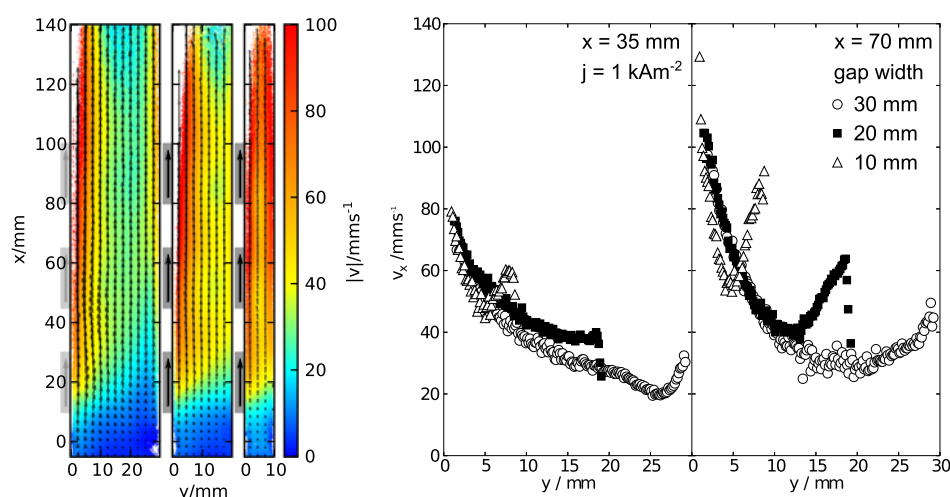 140
120
100
80
60
40
20
0
x/mm
0 10 20
0 10
0
y/mm
100
80
60
40
20
0
|v|/mms⁻¹
140
120
100
80
60
40
20
0
vₓ /mms⁻¹
x = 35 mm
j = 1 kAm⁻²
0 5 10 15 20 25
y / mm
x = 70 mm
gap width
30 mm
20 mm
10 mm
0 5 10 15 20 25 30
y / mm